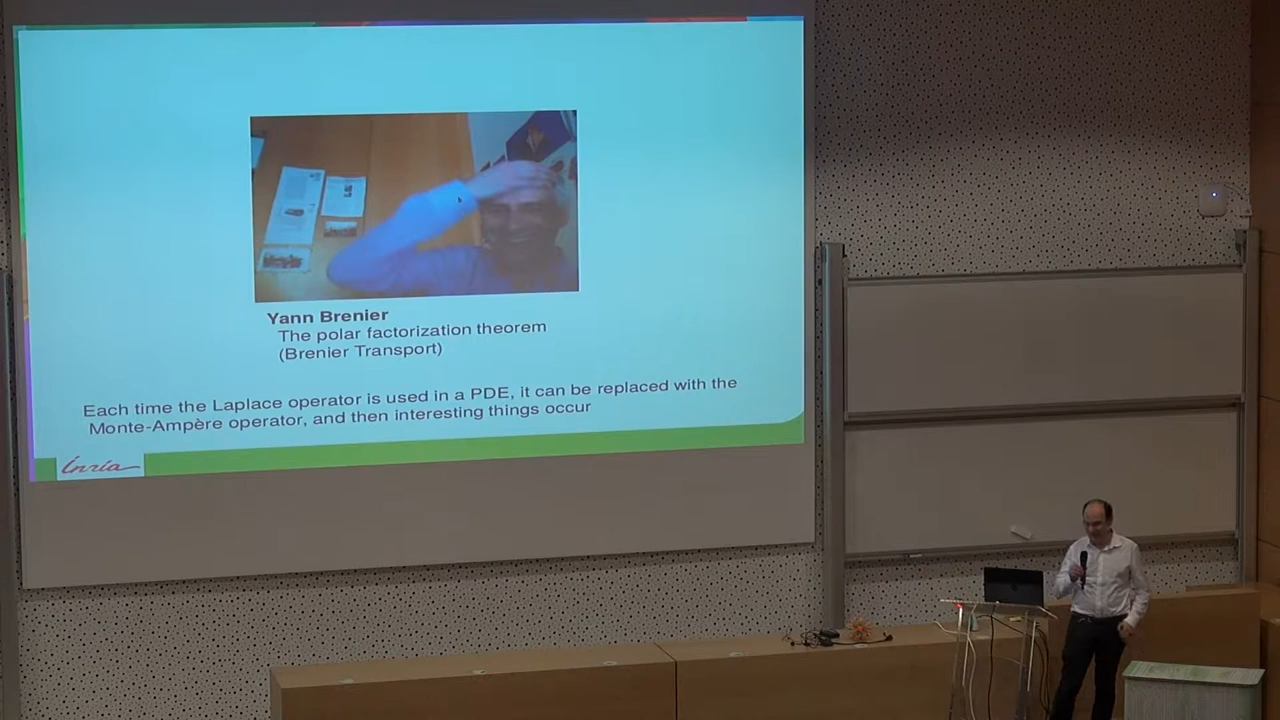 Yann Brenier
The polar factorization theorem
(Brenier Transport)
Each time the Laplace operator is used in a PDE, it can be replaced with the
Monte-Ampère operator, and then interesting things occur
Inria